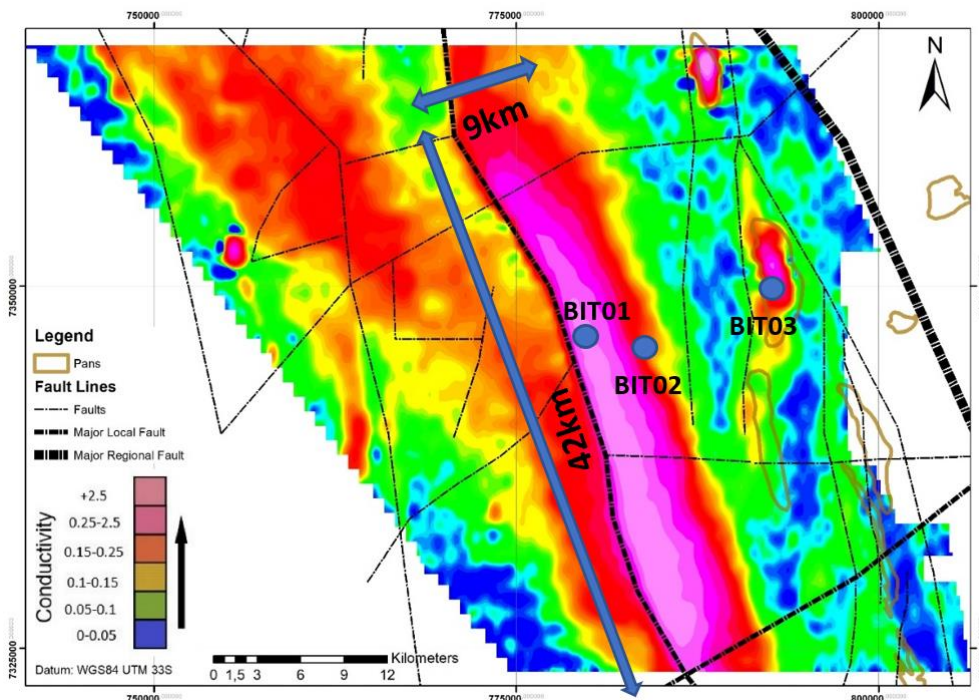 750000
775000
800000
N
9km
7350000
BIT01
BIT03
BIT02
Legend
Pans
Fault Lines
Faults
Major Local Fault
Major Regional Fault
42km
Conductivity
+2.5
0.25-2.5
0.15-0.25
0.1-0.15
0.05-0.1
0-0.05
Kilometers
0 1,5 3 6 9 12
Datum: WGS84 UTM 33S
7325000
750000
775000
800000